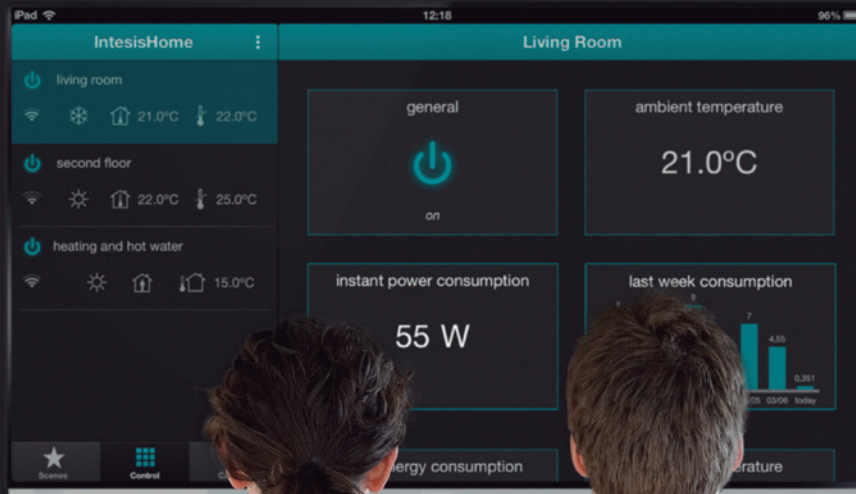 iPad 12:18 96%
IntesisHome
Living Room
living room
21.0ºC 22.0ºC
second floor
22.0ºC 25.0ºC
heating and hot water
15.0ºC
general
on
ambient temperature
21.0ºC
instant power consumption
55 W
last week consumption
9
7
4,55
0,351
03/06 today
consumption
Scenes
Control